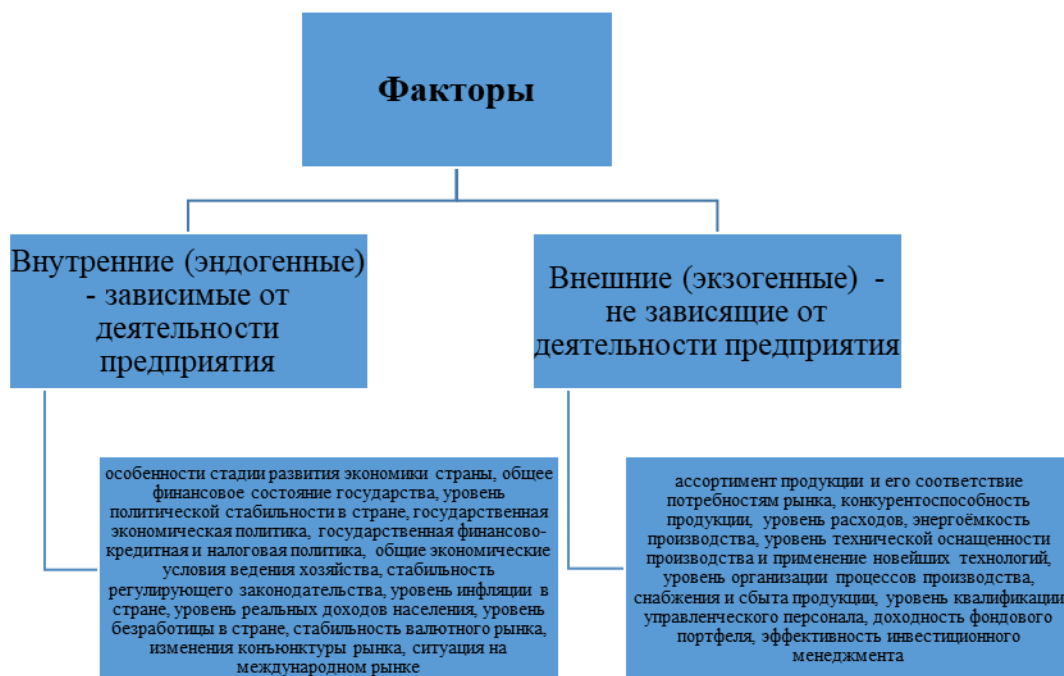 Факторы
Внутренние (эндогенные)
- зависимые от
деятельности
предприятия
Внешние (экзогенные) -
не зависящие от
деятельности предприятия
особенности стадии развития экономики страны, общее
финансовое состояние государства, уровень
политической стабильности в стране, государственная
экономическая политика, государственная финансово-
кредитная и налоговая политика, общие экономические
условия ведения хозяйства, стабильность
регулирующего законодательства, уровень инфляции в
стране, уровень реальных доходов населения, уровень
безработицы в стране, стабильность валютного рынка,
изменения конъюнктуры рынка, ситуация на
международном рынке
ассортимент продукции и его соответствие
потребностям рынка, конкурентоспособность
продукции, уровень расходов, энергоёмкость
производства, уровень технической оснащенности
производства и применение новейших технологий,
уровень организации процессов производства,
снабжения и сбыта продукции, уровень квалификации
управленческого персонала, доходность фондового
портфеля, эффективность инвестиционного
менеджмента